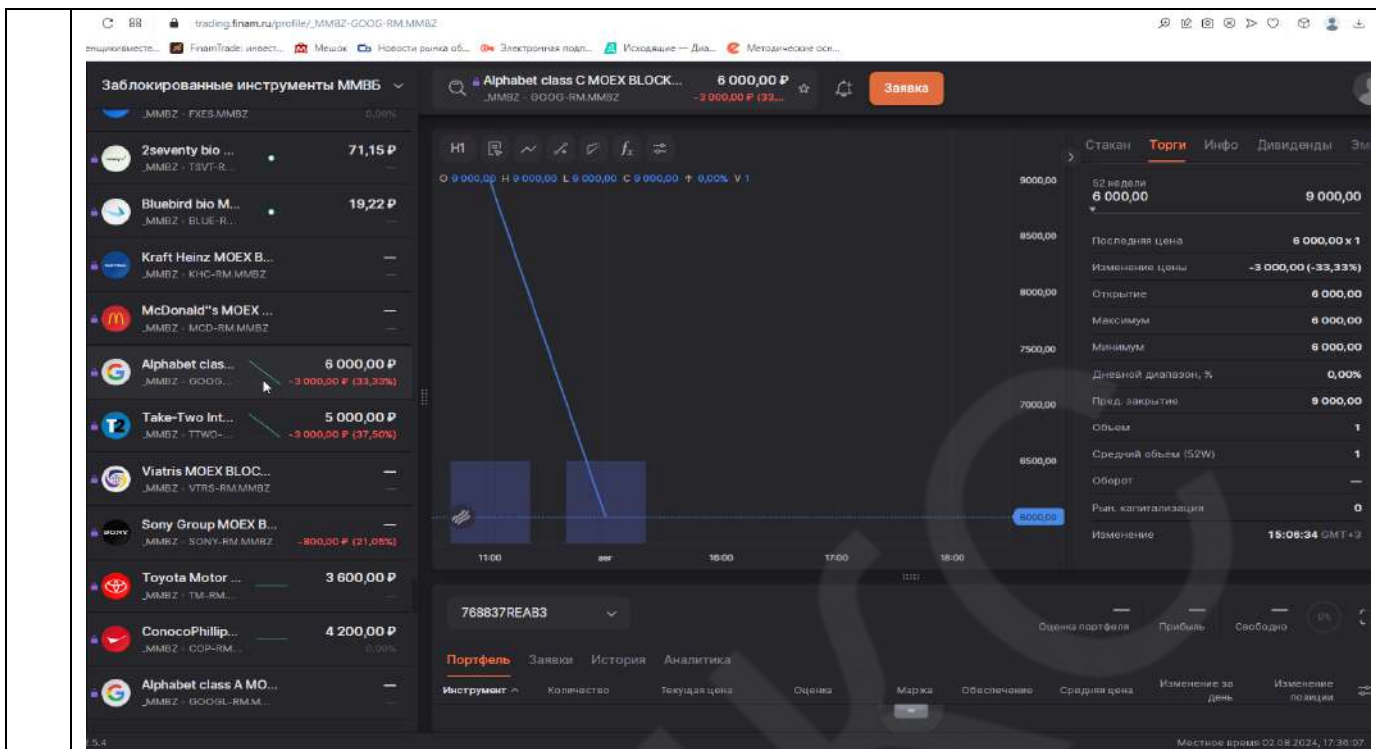 trading.finam.ru/profile/_MMBZ-GOOG-RM.MMBZ
FinamTrade: инвест... Мешок Новости рынка об... Электронная подп... Исходящие — Диа... Методические осн...
Заблокированные инструменты ММВБ
Alphabet class C MOEX BLOCK... 6 000,00 ₽
_MMBZ - GOOG-RM.MMBZ -3 000,00 ₽ (33...
Заявка
_MMBZ - FXES.MMBZ 0,00%
2seventy bio ... 71,15 ₽
_MMBZ - TSVT-R... —
Bluebird bio M... 19,22 ₽
_MMBZ - BLUE-R... —
Kraft Heinz MOEX B... —
_MMBZ - KHC-RM.MMBZ —
McDonald"s MOEX ... —
_MMBZ - MCD-RM.MMBZ —
Alphabet clas... 6 000,00 ₽
_MMBZ - GOOG... -3 000,00 ₽ (33,33%)
Take-Two Int... 5 000,00 ₽
_MMBZ - TTWO-... -3 000,00 ₽ (37,50%)
Viatris MOEX BLOC... —
_MMBZ - VTRS-RM.MMBZ —
SONY
Sony Group MOEX B... —
_MMBZ - SONY-RM.MMBZ -800,00 ₽ (21,05%)
Toyota Motor ... 3 600,00 ₽
_MMBZ - TM-RM.... —
ConocoPhillip... 4 200,00 ₽
_MMBZ - COP-RM... 0,00%
Alphabet class A MO... —
_MMBZ - GOOGL-RM.M... —
H1
O 9 000,00 H 9 000,00 L 9 000,00 C 9 000,00 0,00% V 1
9000,00
8500,00
8000,00
7500,00
7000,00
6500,00
6000,00
11:00 авг 16:00 17:00 18:00
Стакан Торги Инфо Дивиденды Эм
52 недели
6 000,00 9 000,00
Последняя цена 6 000,00 x 1
Изменение цены -3 000,00 (-33,33%)
Открытие 6 000,00
Максимум 6 000,00
Минимум 6 000,00
Дневной диапазон, % 0,00%
Пред. закрытие 9 000,00
Объем 1
Средний объем (52W) 1
Оборот —
Рын. капитализация 0
Изменение 15:06:34 GMT+3
768837REAB3
Оценка портфеля Прибыль Свободно 0%
Портфель Заявки История Аналитика
Инструмент Количество Текущая цена Оценка Маржа Обеспечение Средняя цена Изменение за день Изменение позиции
2.5.4
Местное время 02.08.2024, 17:36:07